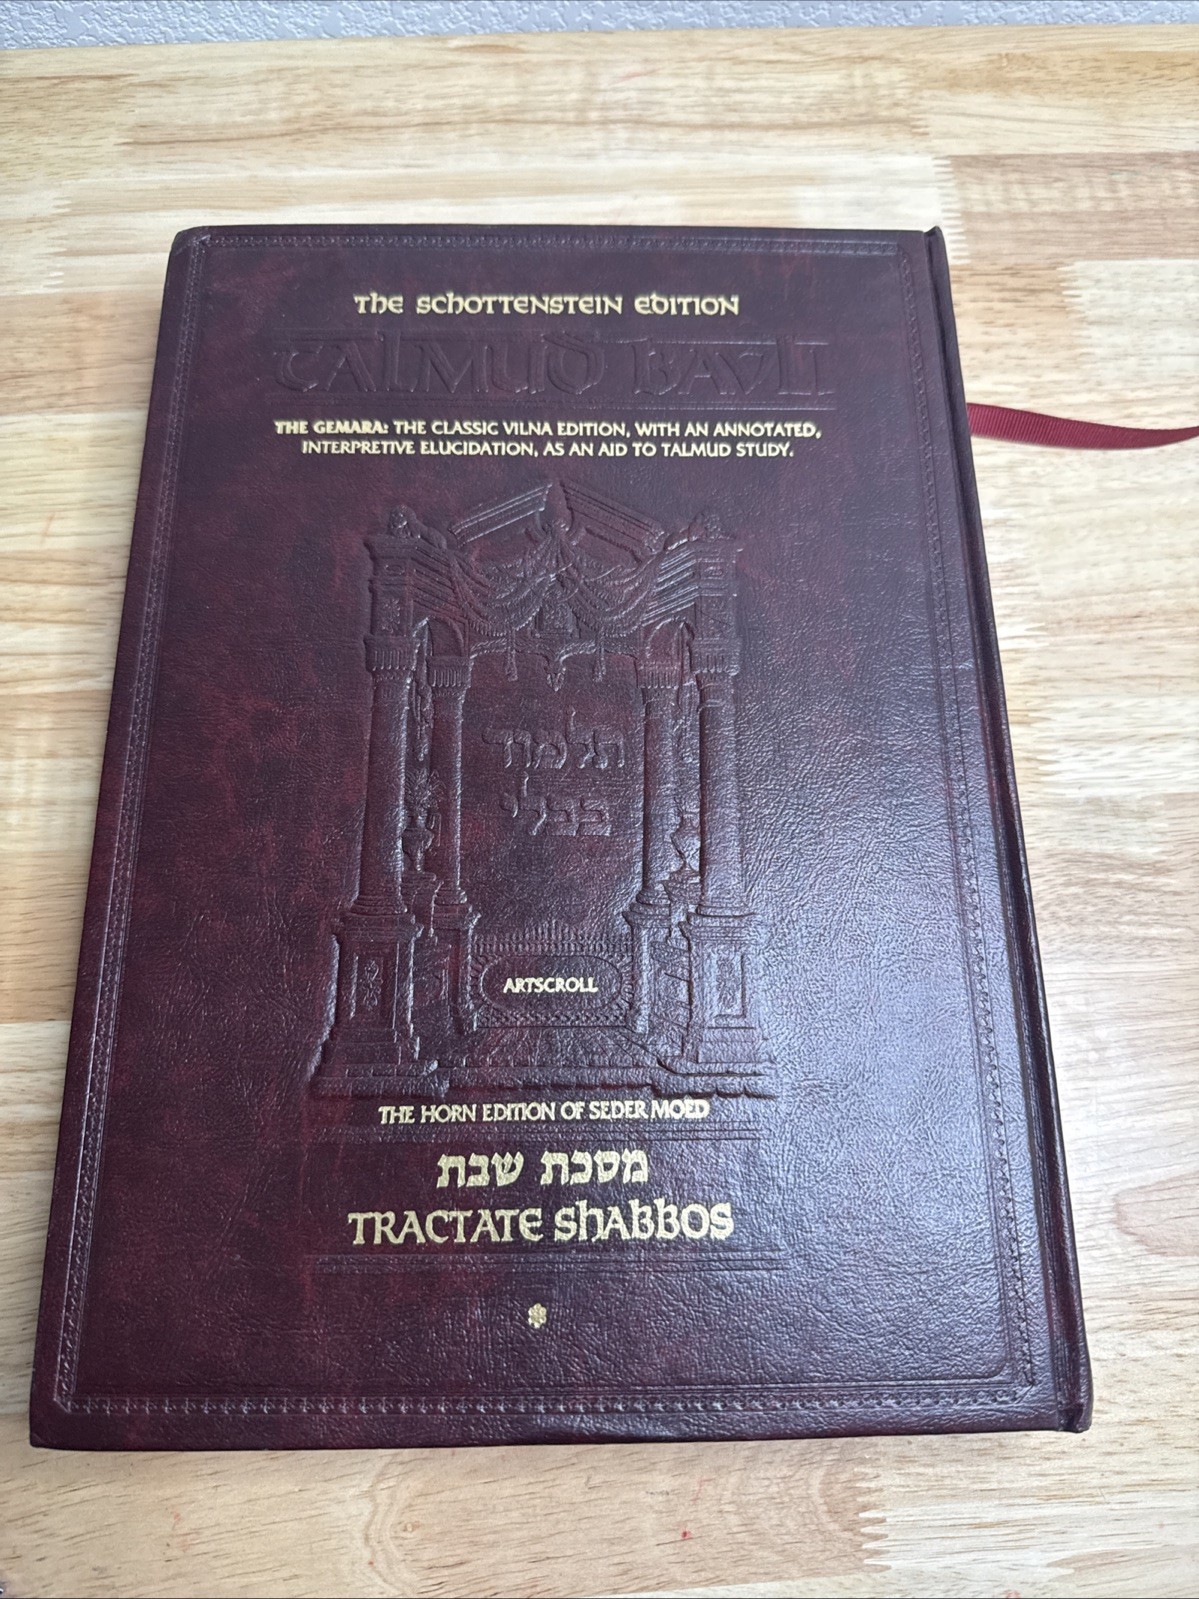 THE SCHOTTENSTEIN EDITION
TALMUD BAVLI
THE GEMARA: THE CLASSIC VILNA EDITION, WITH AN ANNOTATED,
INTERPRETIVE ELUCIDATION, AS AN AID TO TALMUD STUDY.
תלמוד
בבלי
ARTSCROLL
THE HORN EDITION OF SEDER MOED
מסכת שבת
TRACTATE SHABBOS